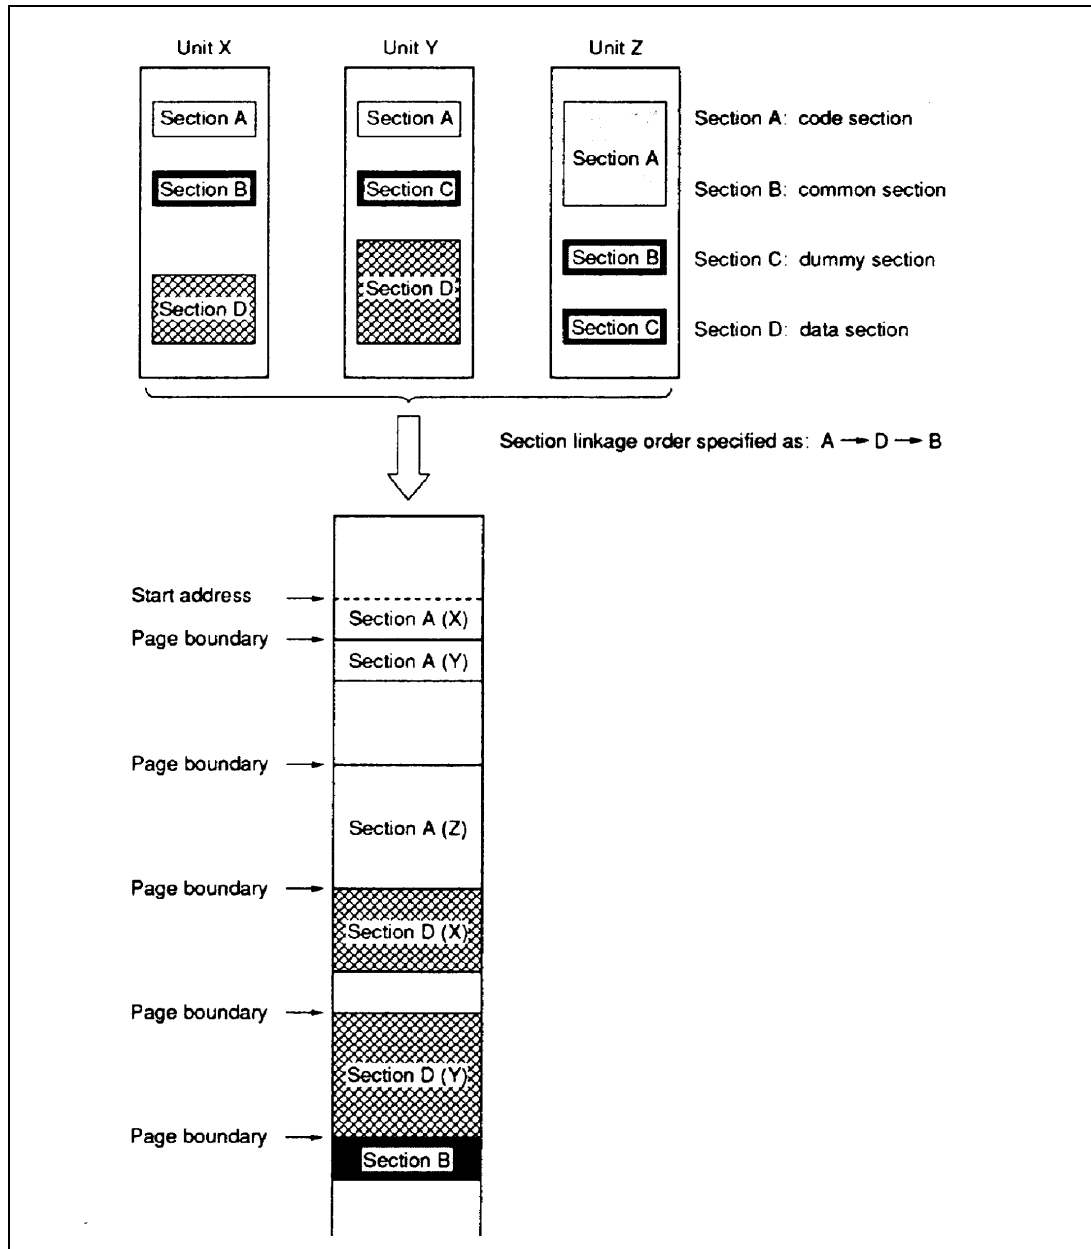 Unit X
Unit Y
Unit Z
Section A
Section A
Section A
Section B
Section C
Section B
Section D
Section D
Section C
Section A: code section
Section B: common section
Section C: dummy section
Section D: data section
Section linkage order specified as: A → D → B
Start address
Section A (X)
Page boundary
Section A (Y)
Page boundary
Section A (Z)
Page boundary
Section D (X)
Page boundary
Section D (Y)
Page boundary
Section B